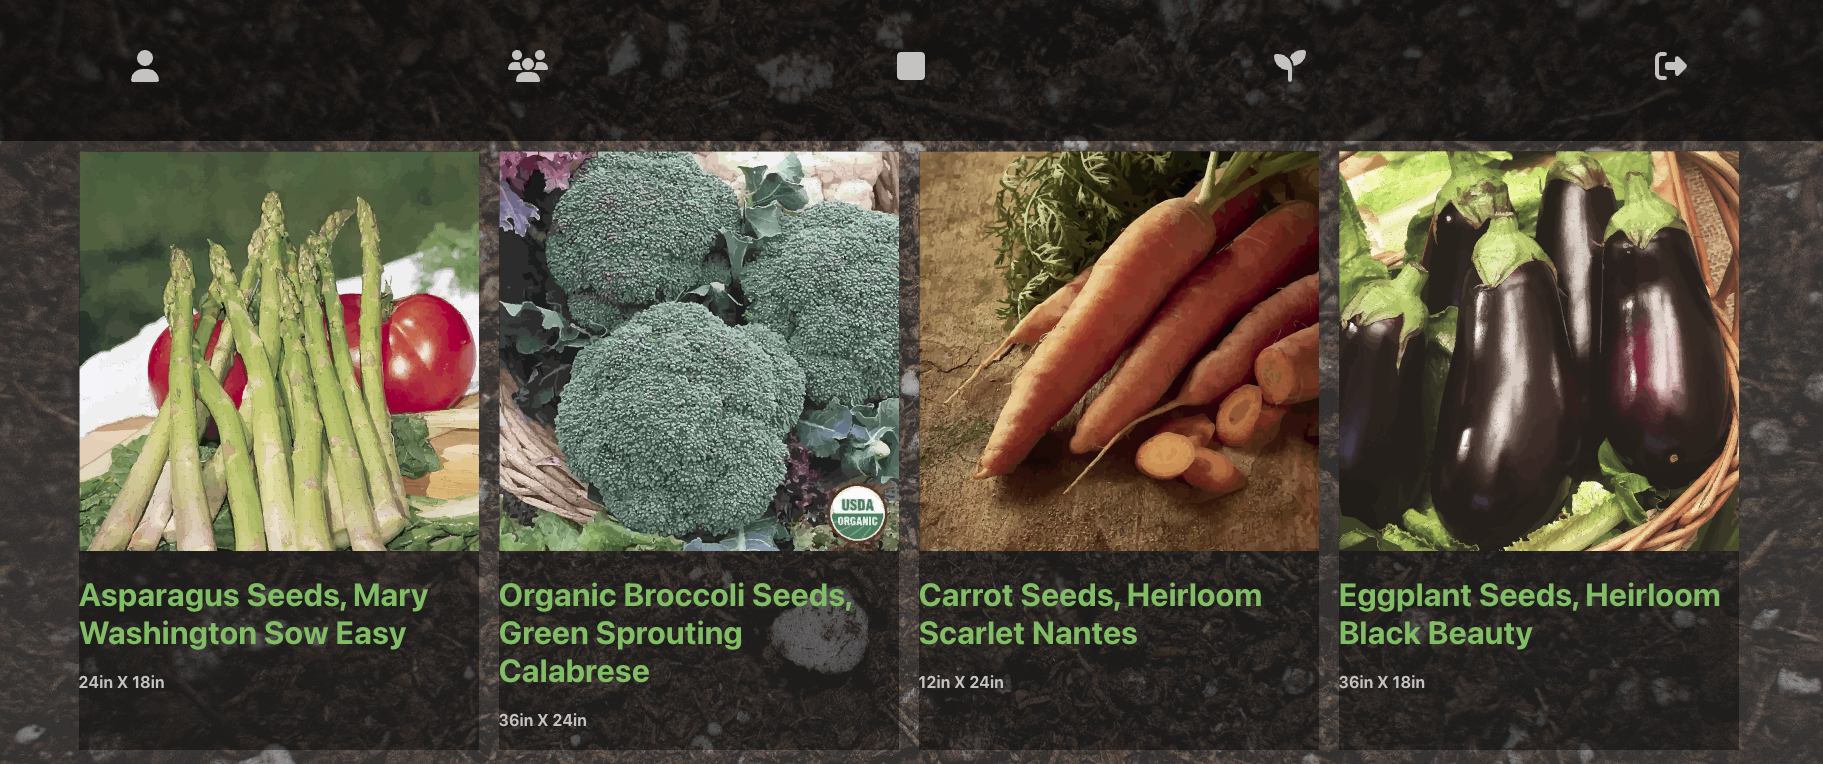 USDA
ORGANIC
Asparagus Seeds, Mary
Washington Sow Easy
24in X 18in
Organic Broccoli Seeds,
Green Sprouting
Calabrese
36in X 24in
Carrot Seeds, Heirloom
Scarlet Nantes
12in X 24in
Eggplant Seeds, Heirloom
Black Beauty
36in X 18in